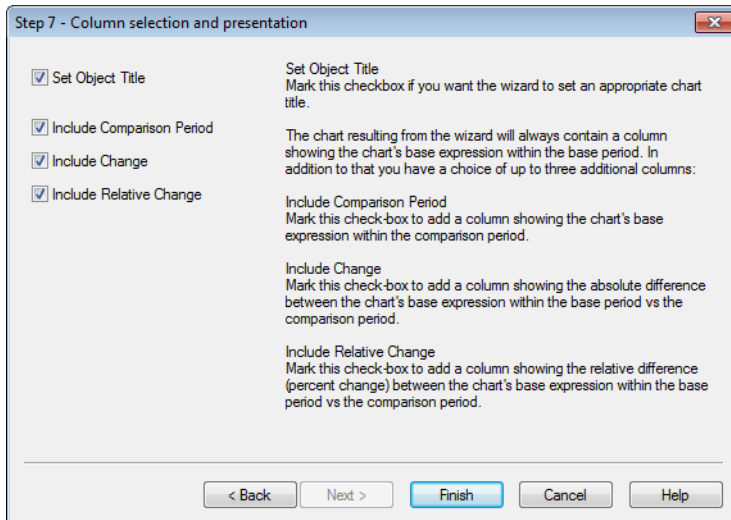 Step 7 - Column selection and presentation
Set Object Title
Include Comparison Period
Include Change
Include Relative Change
Set Object Title
Mark this checkbox if you want the wizard to set an appropriate chart
title.
The chart resulting from the wizard will always contain a column
showing the chart's base expression within the base period. In
addition to that you have a choice of up to three additional columns:
Include Comparison Period
Mark this check-box to add a column showing the chart's base
expression within the comparison period.
Include Change
Mark this check-box to add a column showing the absolute difference
between the chart's base expression within the base period vs the
comparison period.
Include Relative Change
Mark this check-box to add a column showing the relative difference
(percent change) between the chart's base expression within the base
period vs the comparison period.
< Back
Next >
Finish
Cancel
Help